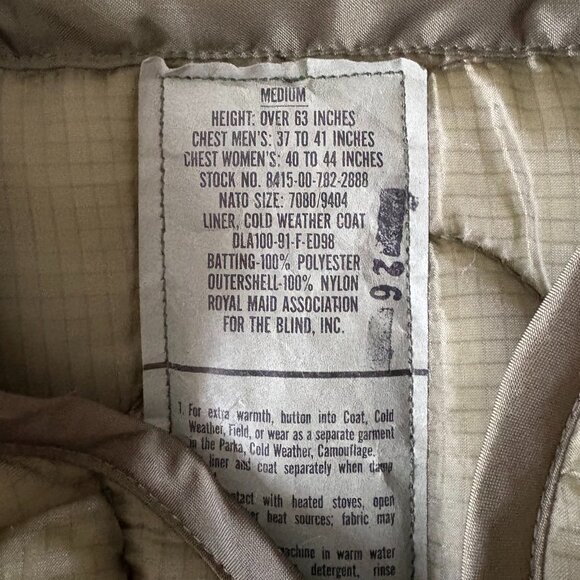 MEDIUM
HEIGHT: OVER 63 INCHES
CHEST MEN'S: 37 TO 41 INCHES
CHEST WOMEN'S: 40 TO 44 INCHES
STOCK NO. 8415-00-782-2888
NATO SIZE: 7080/9404
LINER, COLD WEATHER COAT
DLA100-91-F-ED98
BATTING-100% POLYESTER
OUTERSHELL-100% NYLON
ROYAL MAID ASSOCIATION
FOR THE BLIND, INC.
26
1. For extra warmth, button into Coat, Cold
Weather, Field, or wear as a separate garment
in the Parka, Cold Weather, Camouflage.
liner and coat separately when damp
with heated stoves, open
heat sources; fabric may
machine in warm water
detergent, rinse